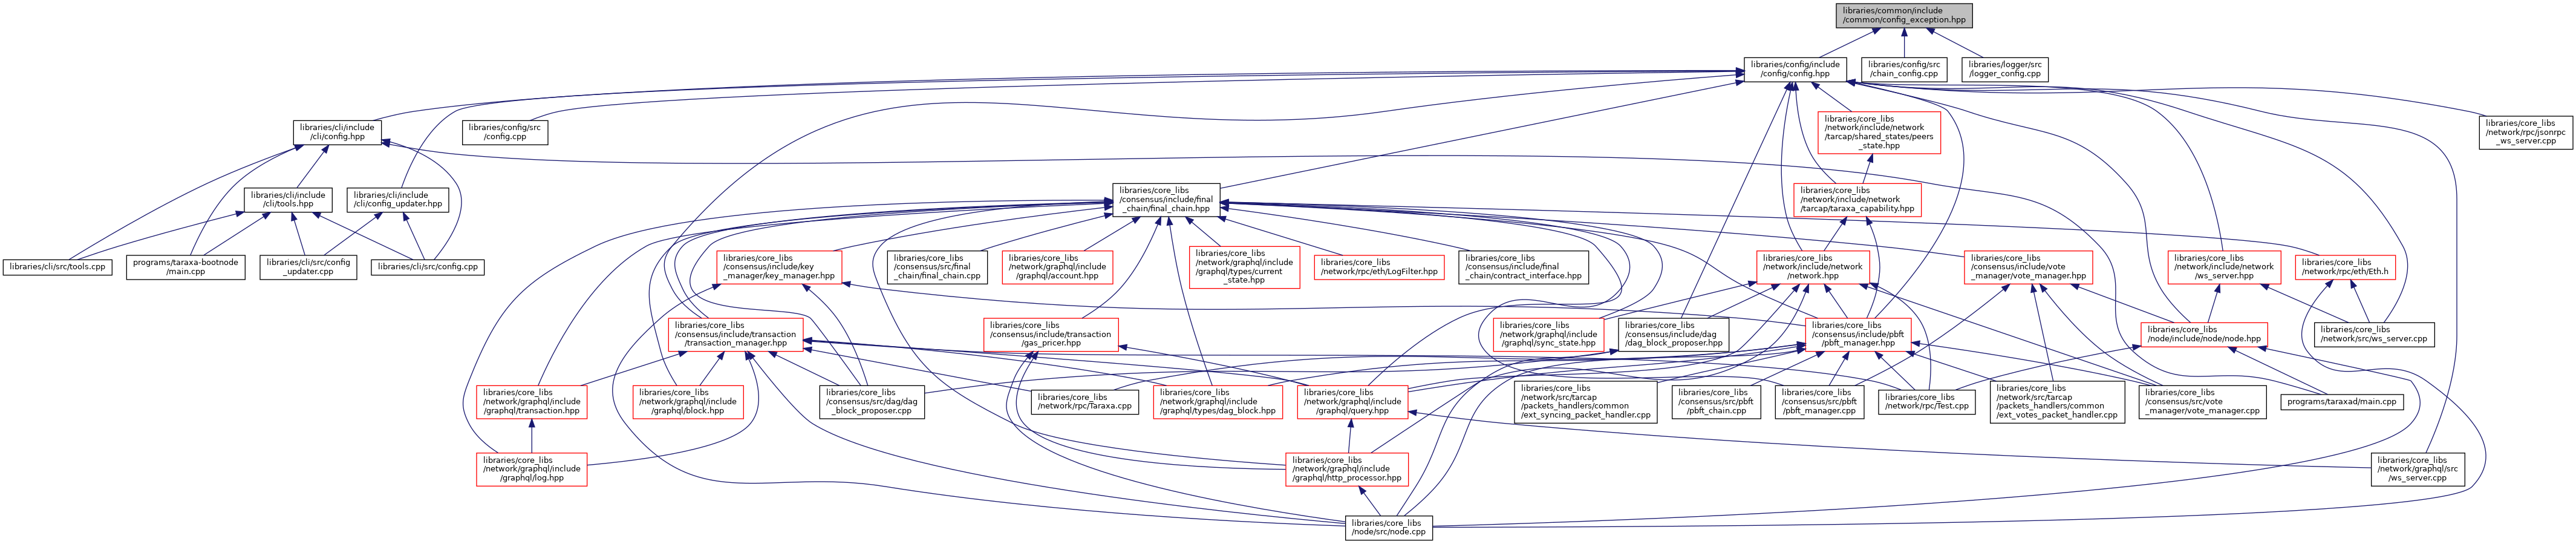 libraries/common/include
/common/config_exception.hpp
libraries/config/include
/config/config.hpp
libraries/config/src
/chain_config.cpp
libraries/logger/src
/logger_config.cpp
libraries/cli/include
/cli/config.hpp
libraries/config/src
/config.cpp
libraries/core_libs
/network/include/network
/tarcap/shared_states/peers
_state.hpp
libraries/core_libs
/network/rpc/jsonrpc
_ws_server.cpp
libraries/cli/include
/cli/tools.hpp
libraries/cli/include
/cli/config_updater.hpp
libraries/core_libs
/consensus/include/final
_chain/final_chain.hpp
libraries/core_libs
/network/include/network
/tarcap/taraxa_capability.hpp
libraries/cli/src/tools.cpp
programs/taraxa-bootnode
/main.cpp
libraries/cli/src/config
_updater.cpp
libraries/cli/src/config.cpp
libraries/core_libs
/consensus/include/key
_manager/key_manager.hpp
libraries/core_libs
/consensus/src/final
_chain/final_chain.cpp
libraries/core_libs
/network/graphql/include
/graphql/account.hpp
libraries/core_libs
/network/graphql/include
/graphql/types/current
_state.hpp
libraries/core_libs
/network/rpc/eth/LogFilter.hpp
libraries/core_libs
/consensus/include/final
_chain/contract_interface.hpp
libraries/core_libs
/network/include/network
/network.hpp
libraries/core_libs
/consensus/include/vote
_manager/vote_manager.hpp
libraries/core_libs
/network/include/network
/ws_server.hpp
libraries/core_libs
/network/rpc/eth/Eth.h
libraries/core_libs
/consensus/include/transaction
/transaction_manager.hpp
libraries/core_libs
/consensus/include/transaction
/gas_pricer.hpp
libraries/core_libs
/network/graphql/include
/graphql/sync_state.hpp
libraries/core_libs
/consensus/include/dag
/dag_block_proposer.hpp
libraries/core_libs
/consensus/include/pbft
/pbft_manager.hpp
libraries/core_libs
/node/include/node/node.hpp
libraries/core_libs
/network/src/ws_server.cpp
libraries/core_libs
/network/graphql/include
/graphql/transaction.hpp
libraries/core_libs
/network/graphql/include
/graphql/block.hpp
libraries/core_libs
/consensus/src/dag/dag
_block_proposer.cpp
libraries/core_libs
/network/rpc/Taraxa.cpp
libraries/core_libs
/network/graphql/include
/graphql/types/dag_block.hpp
libraries/core_libs
/network/graphql/include
/graphql/query.hpp
libraries/core_libs
/network/src/tarcap
/packets_handlers/common
/ext_syncing_packet_handler.cpp
libraries/core_libs
/consensus/src/pbft
/pbft_chain.cpp
libraries/core_libs
/consensus/src/pbft
/pbft_manager.cpp
libraries/core_libs
/network/rpc/Test.cpp
libraries/core_libs
/network/src/tarcap
/packets_handlers/common
/ext_votes_packet_handler.cpp
libraries/core_libs
/consensus/src/vote
_manager/vote_manager.cpp
programs/taraxad/main.cpp
libraries/core_libs
/network/graphql/include
/graphql/log.hpp
libraries/core_libs
/network/graphql/include
/graphql/http_processor.hpp
libraries/core_libs
/network/graphql/src
/ws_server.cpp
libraries/core_libs
/node/src/node.cpp